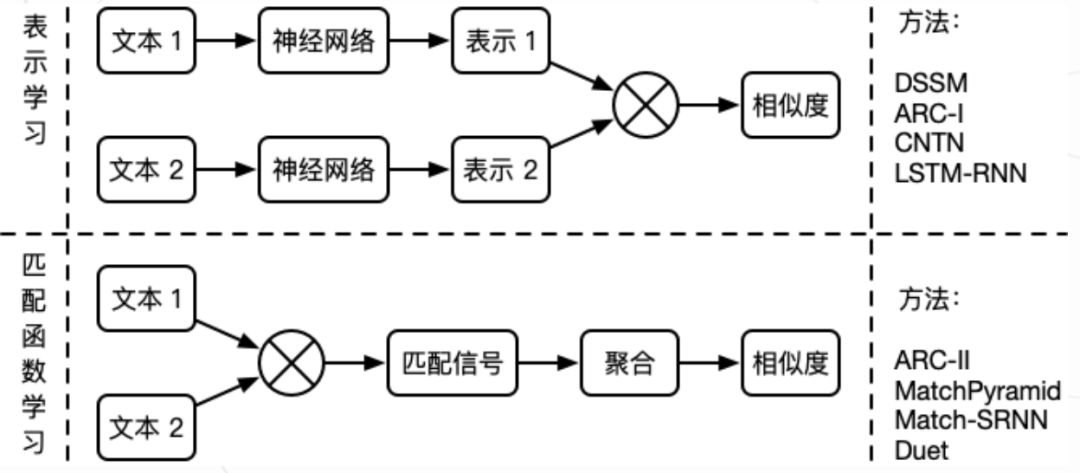 表示学习
文本 1
神经网络
表示 1
文本 2
神经网络
表示 2
相似度
方法：
DSSM
ARC-I
CNTN
LSTM-RNN
匹配函数学习
文本 1
文本 2
匹配信号
聚合
相似度
方法：
ARC-II
MatchPyramid
Match-SRNN
Duet